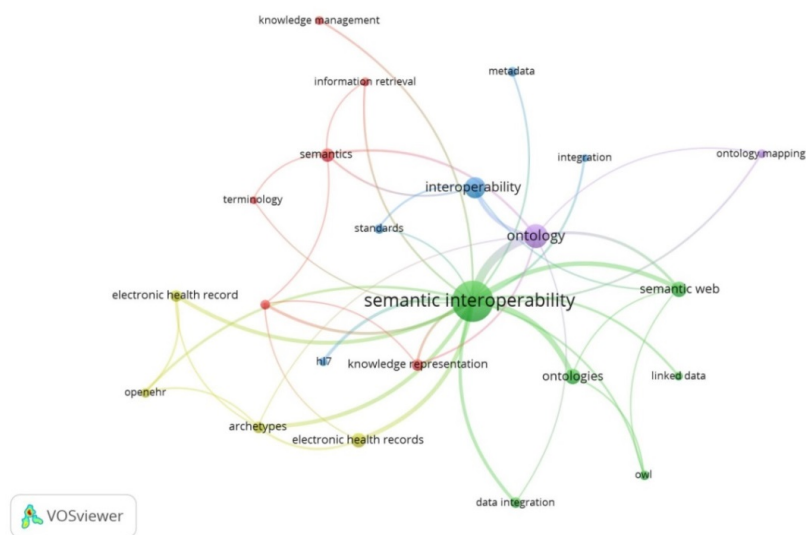 knowledge management
information retrieval
metadata
semantics
integration
ontology mapping
interoperability
terminology
standards
ontology
electronic health record
semantic interoperability
semantic web
hl7
knowledge representation
ontologies
linked data
openehr
archetypes
electronic health records
owl
data integration
VOSviewer